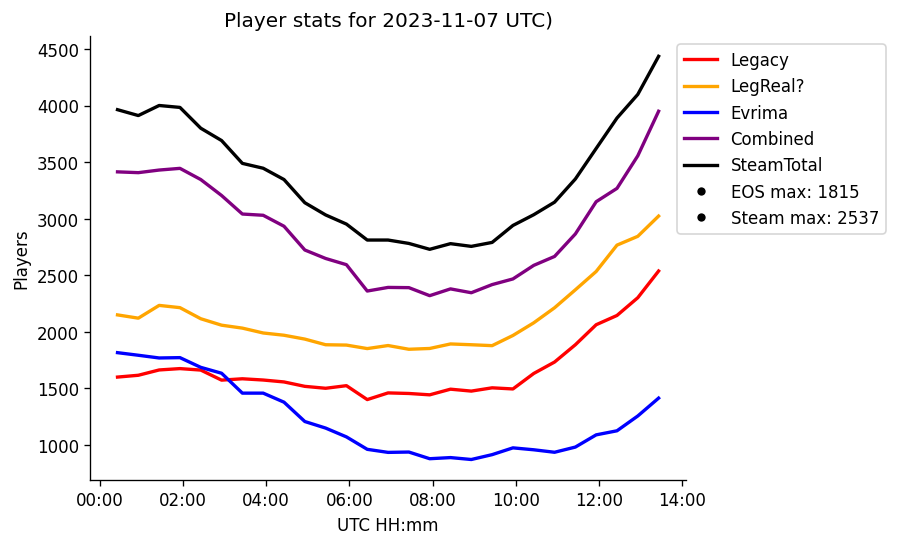 Player stats for 2023-11-07 UTC)
4500
4000
3500
3000
2500
2000
1500
1000
Players
00:00 02:00 04:00 06:00 08:00 10:00 12:00 14:00
UTC HH:mm
Legacy
LegReal?
Evrima
Combined
SteamTotal
EOS max: 1815
Steam max: 2537